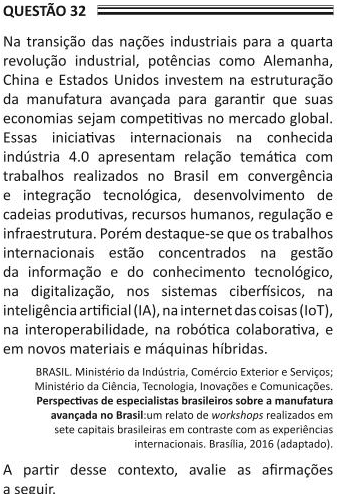 QUESTÃO 32
Na transição das nações industriais para a quarta
revolução industrial, potências como Alemanha,
China e Estados Unidos investem na estruturação
da manufatura avançada para garantir que suas
economias sejam competitivas no mercado global.
Essas iniciativas internacionais na conhecida
indústria 4.0 apresentam relação temática com
trabalhos realizados no Brasil em convergência
e integração tecnológica, desenvolvimento de
cadeias produtivas, recursos humanos, regulação e
infraestrutura. Porém destaque-se que os trabalhos
internacionais estão concentrados na gestão
da informação e do conhecimento tecnológico,
na digitalização, nos sistemas ciberfísicos, na
inteligência artificial (IA), na internet das coisas (IoT),
na interoperabilidade, na robótica colaborativa, e
em novos materiais e máquinas híbridas.
BRASIL. Ministério da Indústria, Comércio Exterior e Serviços;
Ministério da Ciência, Tecnologia, Inovações e Comunicações.
Perspectivas de especialistas brasileiros sobre a manufatura
avançada no Brasil:um relato de workshops realizados em
sete capitais brasileiras em contraste com as experiências
internacionais. Brasília, 2016 (adaptado).
A partir desse contexto, avalie as afirmações
a seguir.